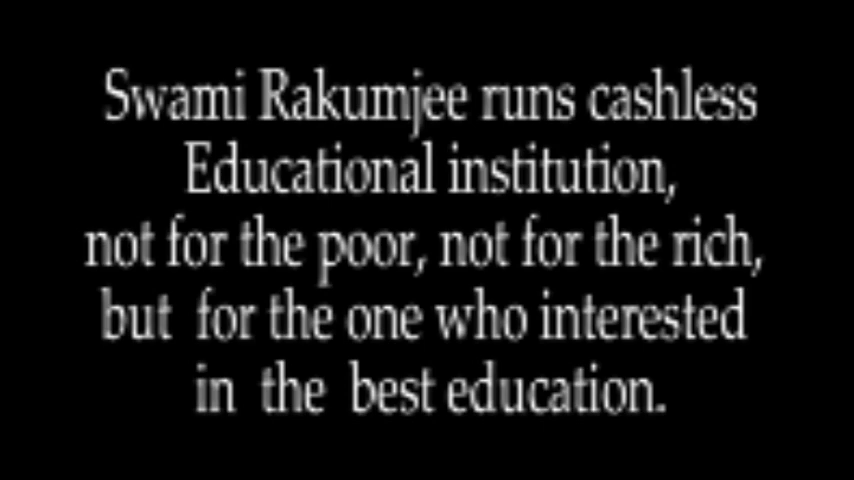 Swami Rakumjee runs cashless
Educational institution,
not for the poor, not for the rich,
but for the one who interested
in the best education.